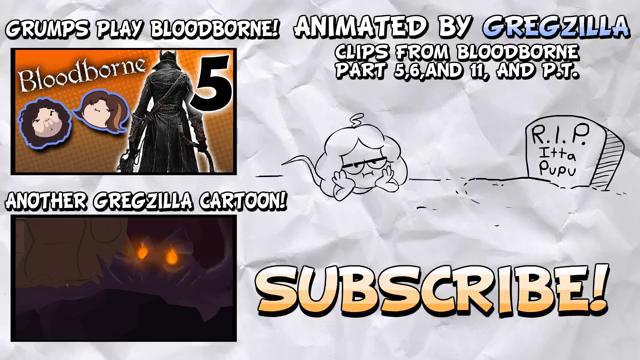 GRUMPS PLAY BLOODBORNE!
ANIMATED BY GREGZILLA
CLIPS FROM BLOODBORNE
PART 5,6,AND 11, AND P.T.
Bloodborne
5
R.I.P.
Itta
Pupu
ANOTHER GREGZILLA CARTOON!
SUBSCRIBE!